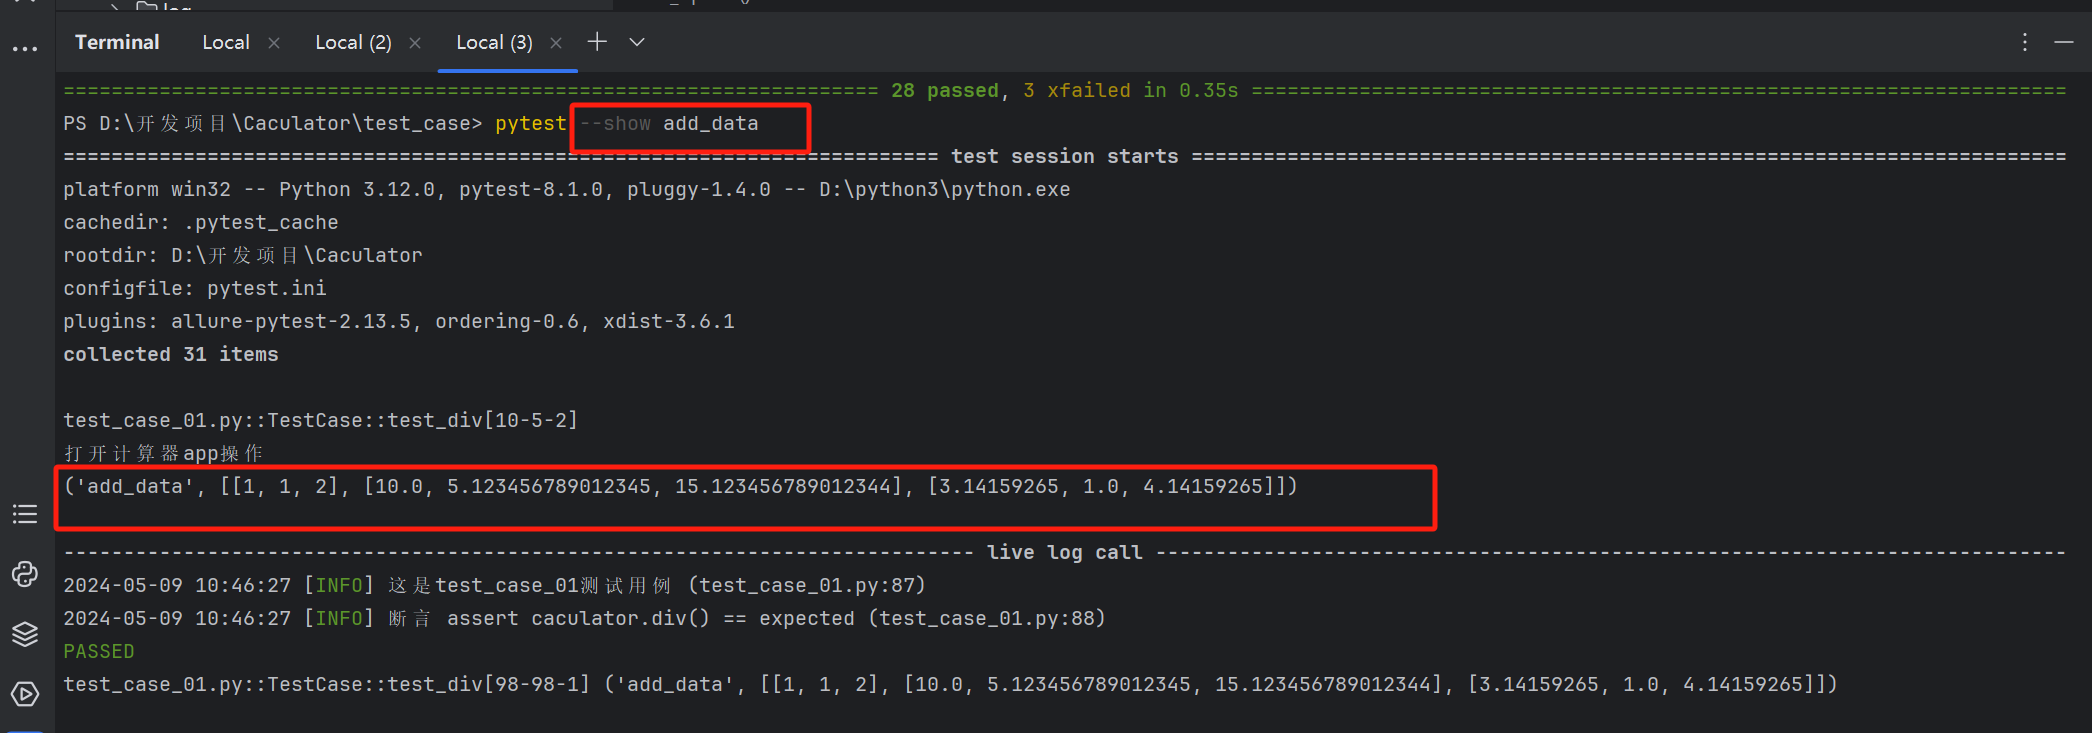 Terminal Local × Local (2) × Local (3) ×
==================================================================== 28 passed, 3 xfailed in 0.35s ====================================================================
PS D:\开发项目\Caculator\test_case> pytest --show add_data
========================================================================= test session starts =========================================================================
platform win32 -- Python 3.12.0, pytest-8.1.0, pluggy-1.4.0 -- D:\python3\python.exe
cachedir: .pytest_cache
rootdir: D:\开发项目\Caculator
configfile: pytest.ini
plugins: allure-pytest-2.13.5, ordering-0.6, xdist-3.6.1
collected 31 items
test_case_01.py::TestCase::test_div[10-5-2]
打开计算器app操作
('add_data', [[1, 1, 2], [10.0, 5.123456789012345, 15.123456789012344], [3.14159265, 1.0, 4.14159265]])
---------------------------------------------------------------------------- live log call ----------------------------------------------------------------------------
2024-05-09 10:46:27 [INFO] 这是test_case_01测试用例 (test_case_01.py:87)
2024-05-09 10:46:27 [INFO] 断言 assert caculator.div() == expected (test_case_01.py:88)
PASSED
test_case_01.py::TestCase::test_div[98-98-1] ('add_data', [[1, 1, 2], [10.0, 5.123456789012345, 15.123456789012344], [3.14159265, 1.0, 4.14159265]])